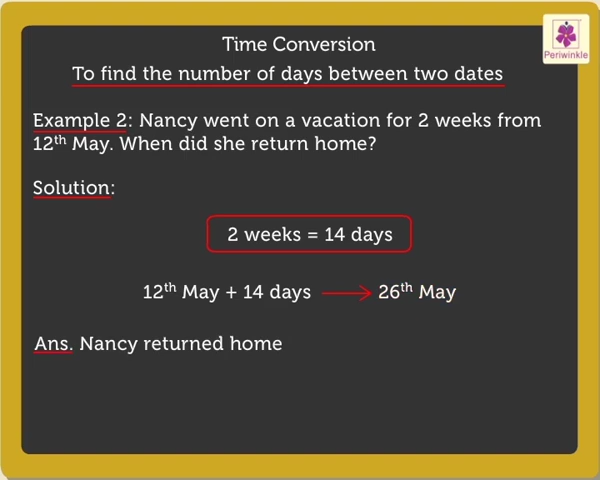 Periwinkle
Time Conversion
To find the number of days between two dates
Example 2: Nancy went on a vacation for 2 weeks from
12th May. When did she return home?
Solution:
2 weeks = 14 days
12th May + 14 days → 26th May
Ans. Nancy returned home